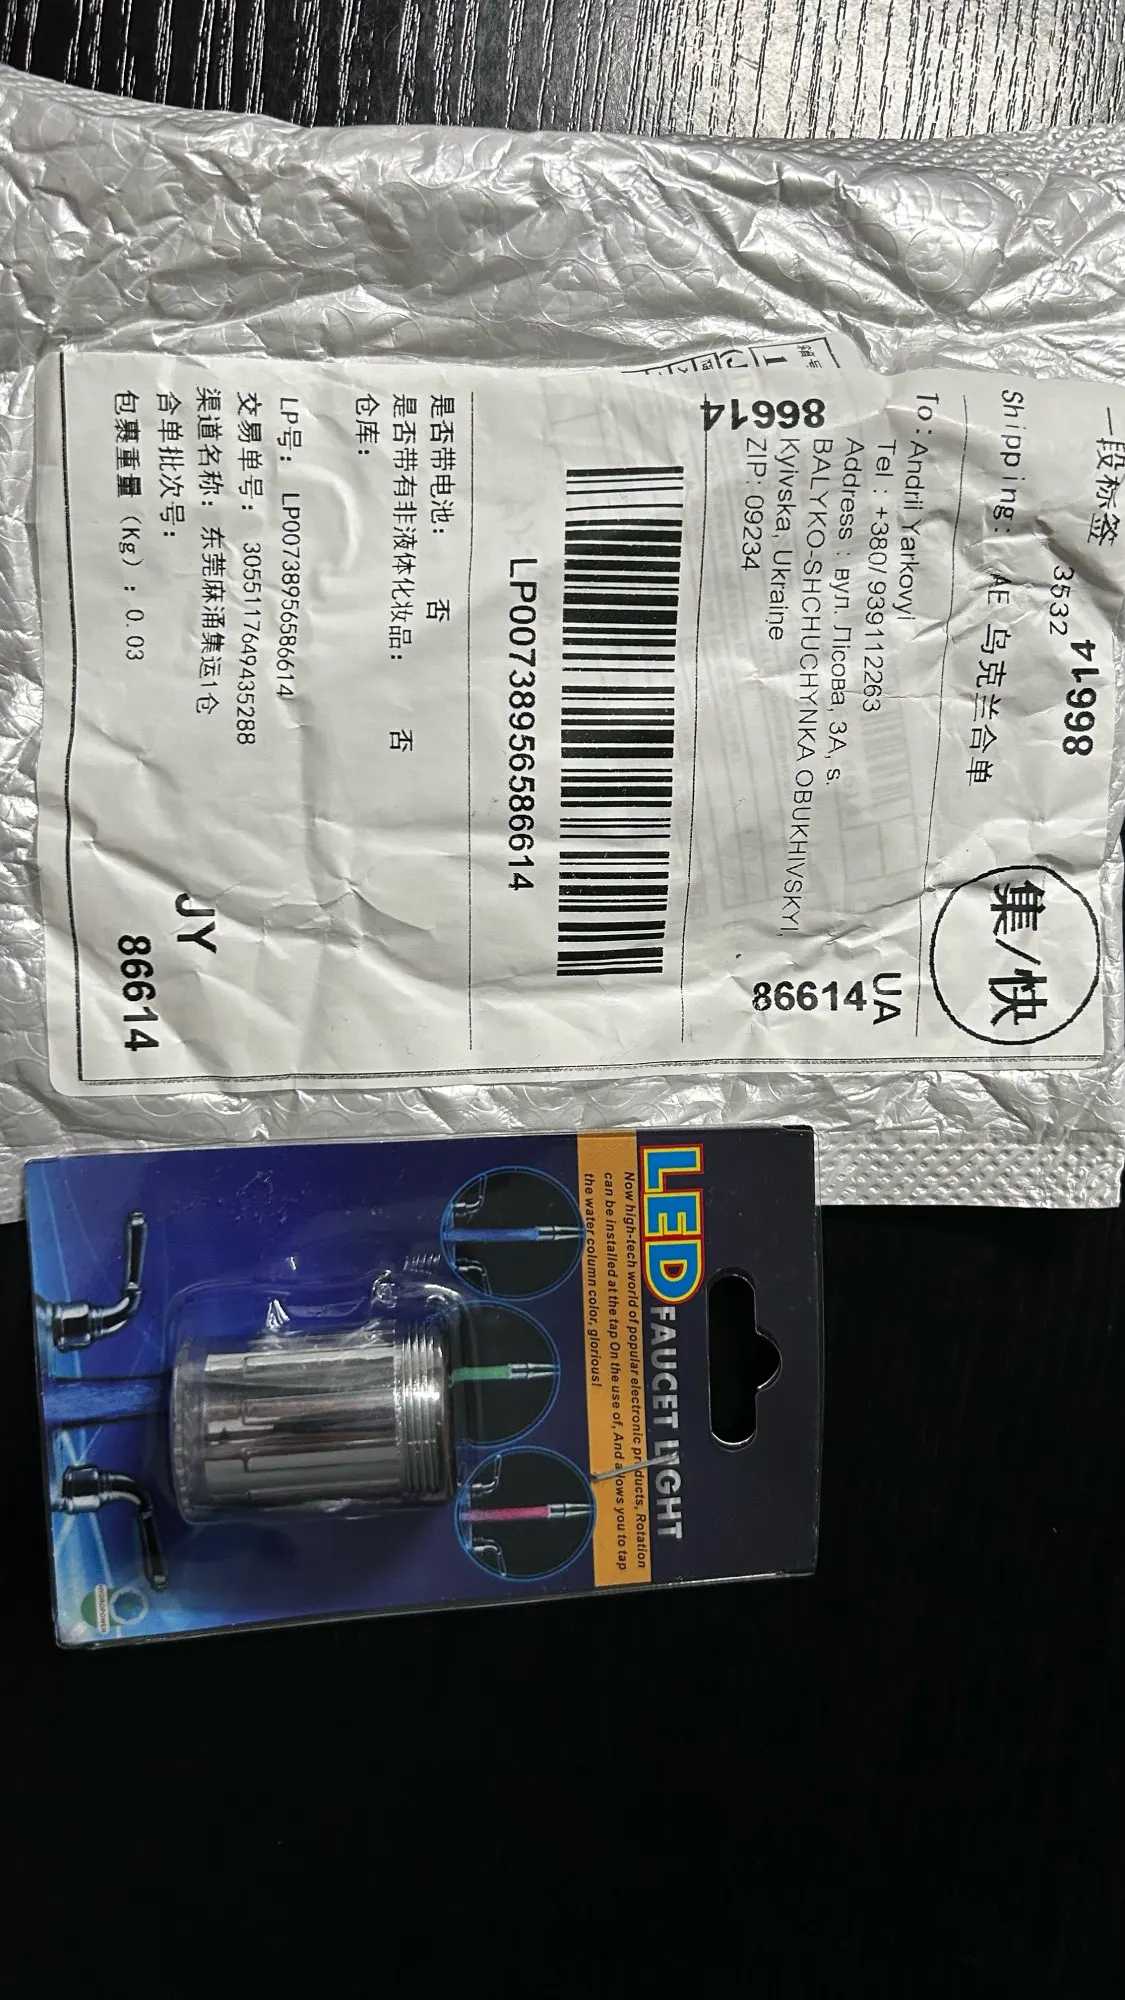 一段标签
3532
86614
Shipping: AE 乌克兰合单
集/快
To: Andrii Yarkovyi
Tel : +380/939112263
Address : вул. Лісова, 3А, s.
BALYKO-SHCHUCHYNKA OBUKHIVSKYI,
Kyivska, Ukraine
ZIP: 09234
UA
86614
86614
LP00738956586614
是否带电池: 否
是否带有非液体化妆品: 否
仓库:
LP号: LP00738956586614
交易单号: 3055117649435288
渠道名称: 东莞麻涌集运1仓
合单批次号:
包裹重量 (Kg) : 0.03
JY
86614
LED FAUCET LIGHT
Now high-tech world of popular electronic products, Rotation
can be installed at the tap On the use of, And allows you to tap
the water column color, glorious!
HYDROPOWER